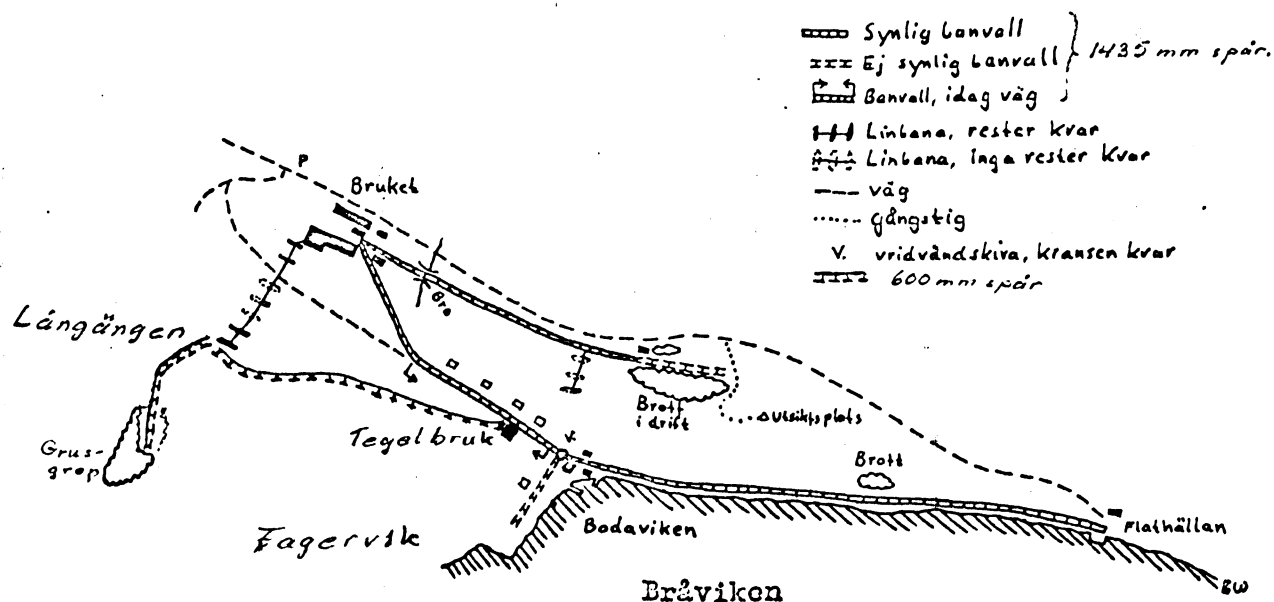 Synlig banvall
Ej synlig banvall
1435 mm spår.
Banvall, idag väg
Linbana, rester kvar
Linbana, inga rester kvar
väg
gångstig
V. vridvändskiva, kransen kvar
600 mm spår
P
Bruket
Bro
Långängen
Brott
i drift
Utsiktsplats
Tegelbruk
Grus-
grop
V
Brott
Flathällan
Fagervik
Bodaviken
Bråviken
EW